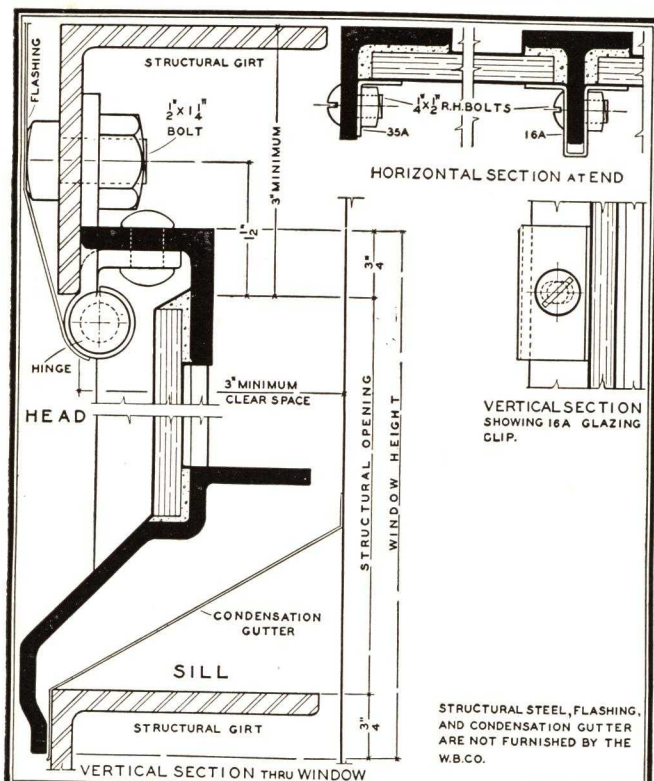 FLASHING
STRUCTURAL GIRT
1/2" x 1 1/4"
BOLT
3" MINIMUM
1 1/2"
1/4" x 1/2" R.H. BOLTS
35A
16A
HORIZONTAL SECTION AT END
HINGE
HEAD
3" MINIMUM
CLEAR SPACE
3/4"
STRUCTURAL OPENING
WINDOW HEIGHT
VERTICAL SECTION
SHOWING 16A GLAZING
CLIP.
CONDENSATION
GUTTER
SILL
STRUCTURAL GIRT
3/4"
VERTICAL SECTION THRU WINDOW
STRUCTURAL STEEL, FLASHING,
AND CONDENSATION GUTTER
ARE NOT FURNISHED BY THE
W.B.CO.